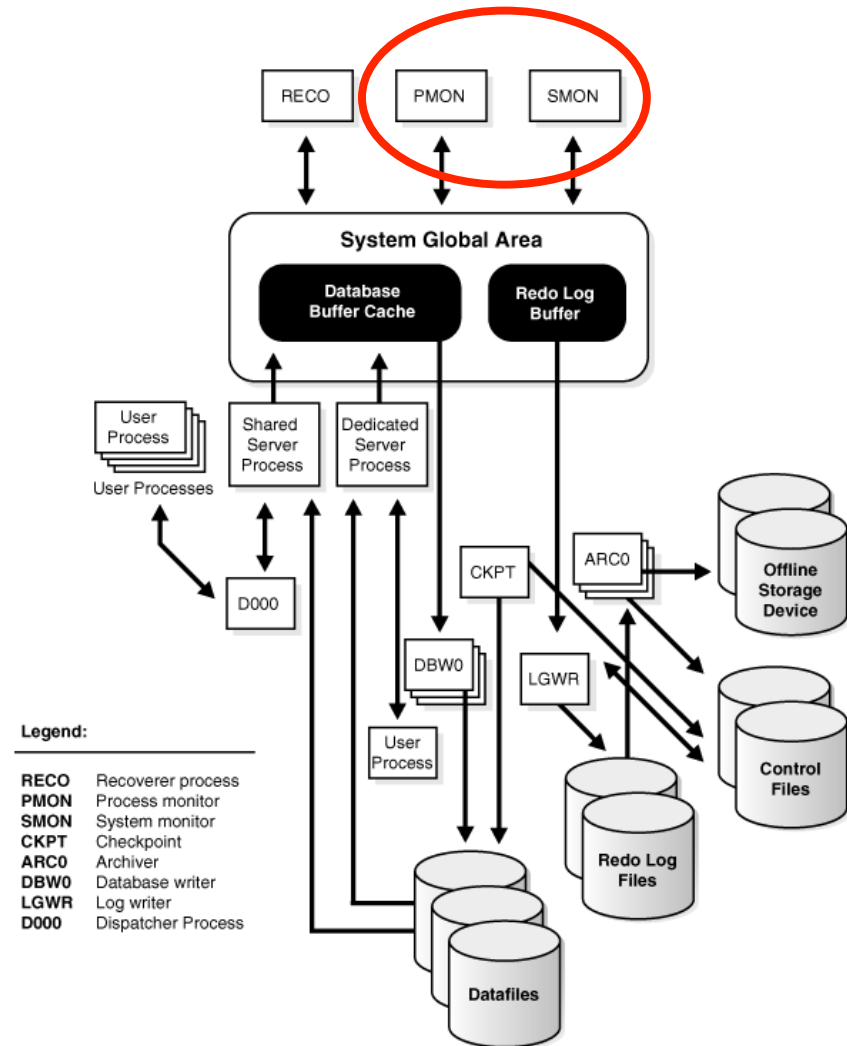 RECO
PMON
SMON
System Global Area
Database
Buffer Cache
Redo Log
Buffer
User
Process
User Processes
Shared
Server
Process
Dedicated
Server
Process
D000
CKPT
ARC0
Offline
Storage
Device
DBW0
LGWR
User
Process
Control
Files
Redo Log
Files
Datafiles
Legend:
RECO Recoverer process
PMON Process monitor
SMON System monitor
CKPT Checkpoint
ARC0 Archiver
DBW0 Database writer
LGWR Log writer
D000 Dispatcher Process